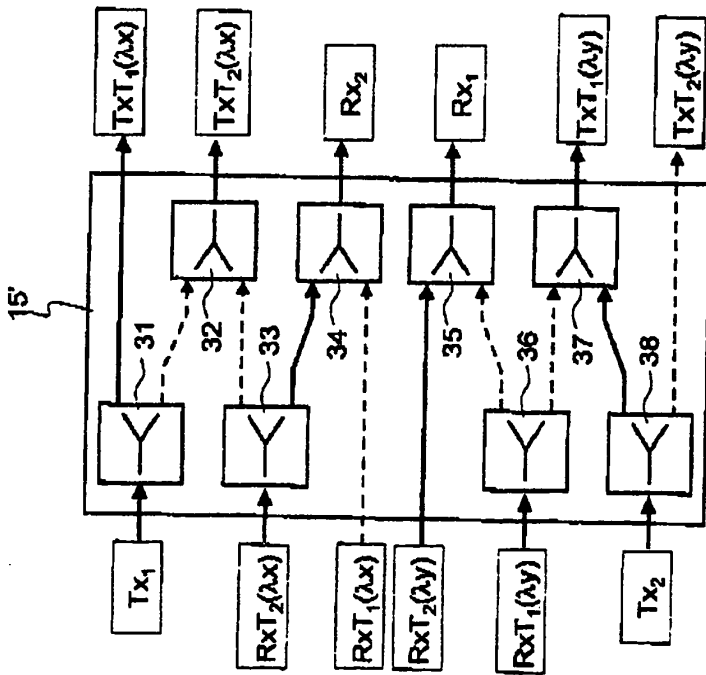 15'
Tx₁
RxT₂(λx)
RxT₁(λx)
RxT₂(λy)
RxT₁(λy)
Tx₂
31
32
33
34
35
36
37
38
TxT₁(λx)
TxT₂(λx)
Rx₂
Rx₁
TxT₁(λy)
TxT₂(λy)